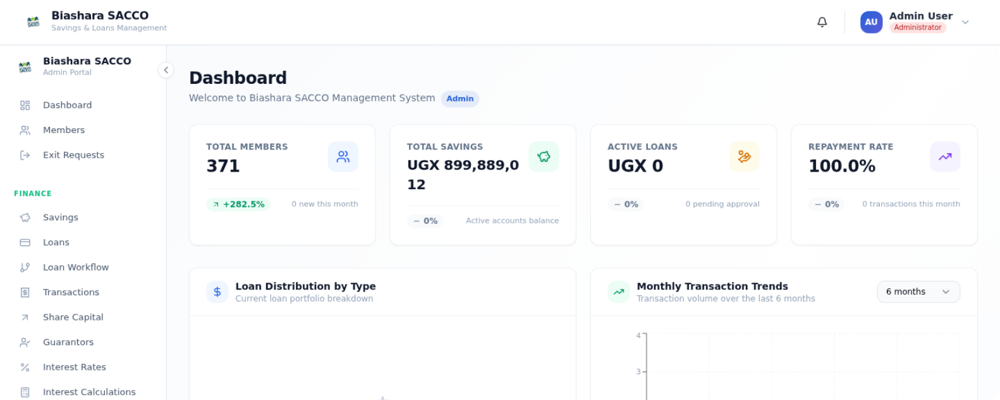 Biashara SACCO
Savings & Loans Management
AU
Admin User
Administrator
Biashara SACCO
Admin Portal
Dashboard
Members
Exit Requests
FINANCE
Savings
Loans
Loan Workflow
Transactions
Share Capital
Guarantors
Interest Rates
Interest Calculations
Dashboard
Welcome to Biashara SACCO Management System Admin
TOTAL MEMBERS
371
+282.5% 0 new this month
TOTAL SAVINGS
UGX 899,889,0
12
0% Active accounts balance
ACTIVE LOANS
UGX 0
0% 0 pending approval
REPAYMENT RATE
100.0%
0% 0 transactions this month
Loan Distribution by Type
Current loan portfolio breakdown
Monthly Transaction Trends
Transaction volume over the last 6 months
6 months
4
3